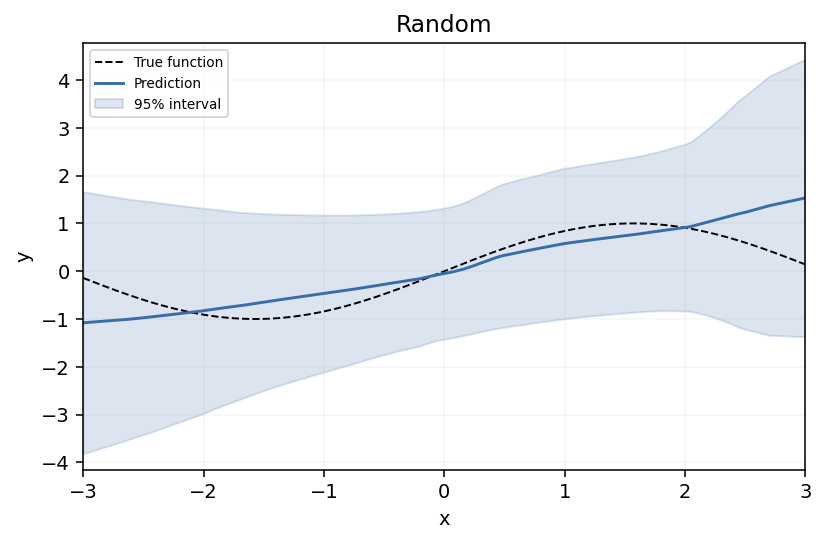 Random
True function
Prediction
95% interval
y
4
3
2
1
0
−1
−2
−3
−4
−3 −2 −1 0 1 2 3
x